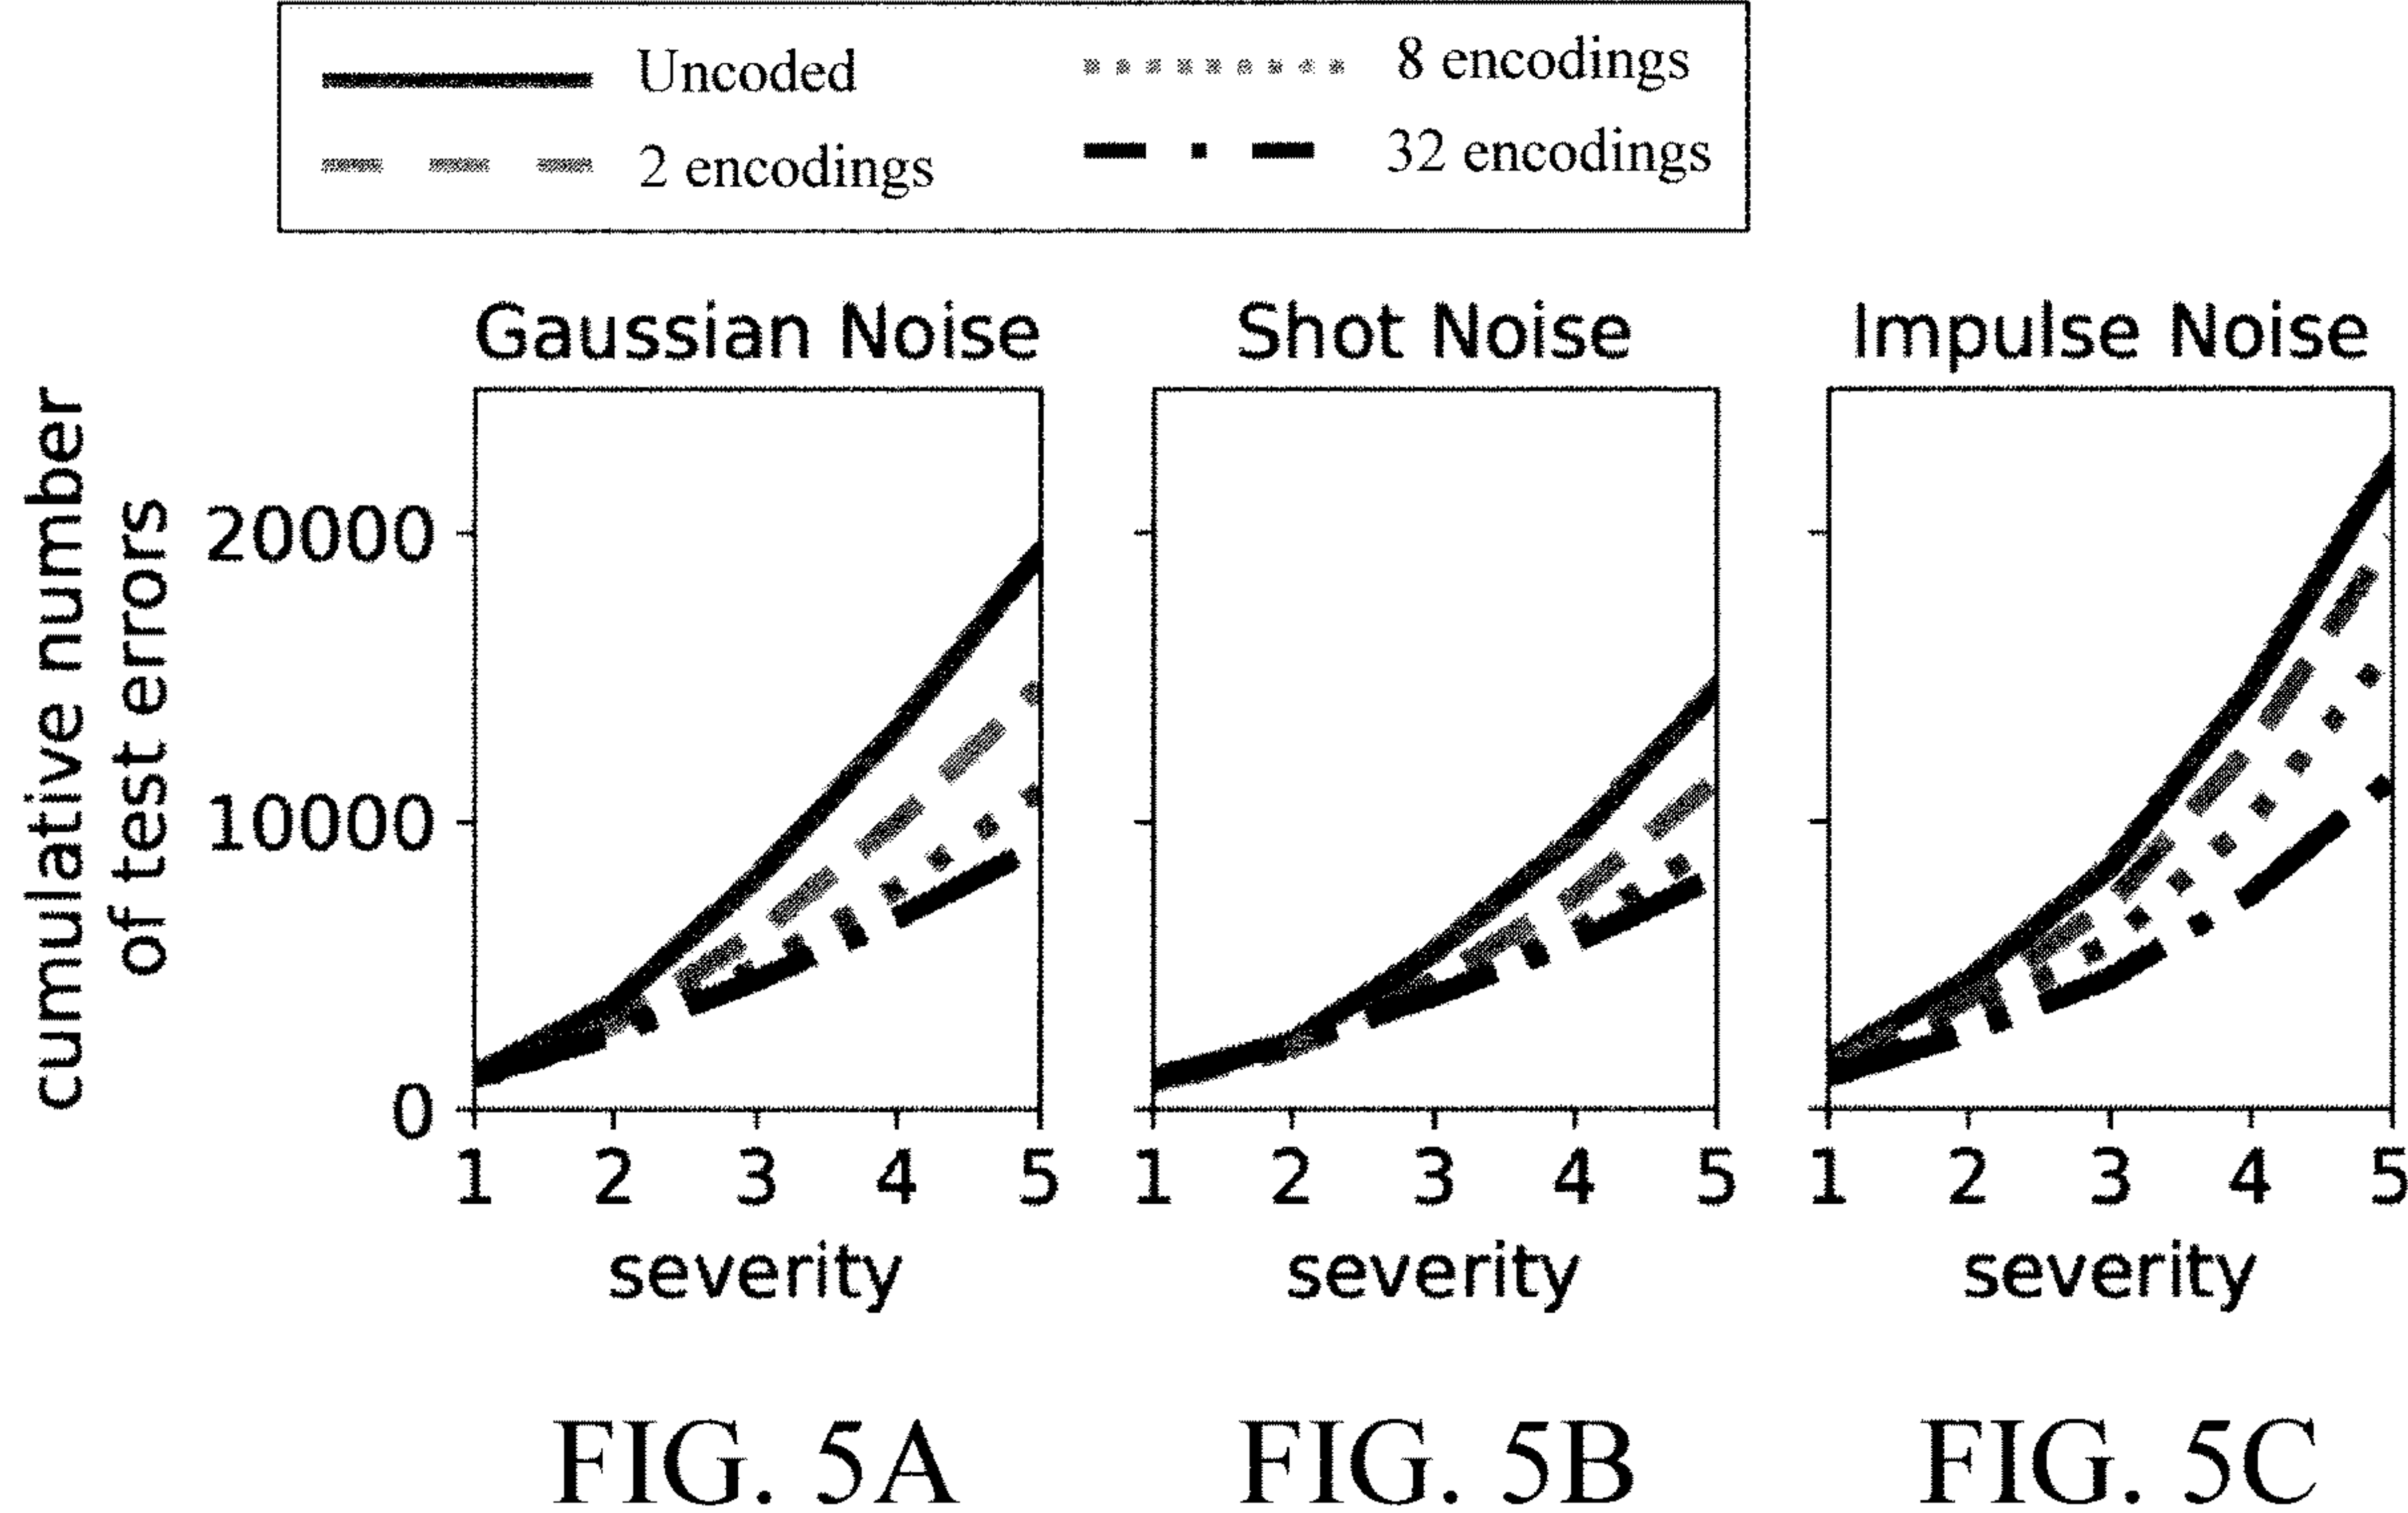 Uncoded
8 encodings
2 encodings
32 encodings
Gaussian Noise
Shot Noise
Impulse Noise
cumulative number
of test errors
20000
10000
0
1 2 3 4 5
1 2 3 4 5
1 2 3 4 5
severity
severity
severity
FIG. 5A
FIG. 5B
FIG. 5C